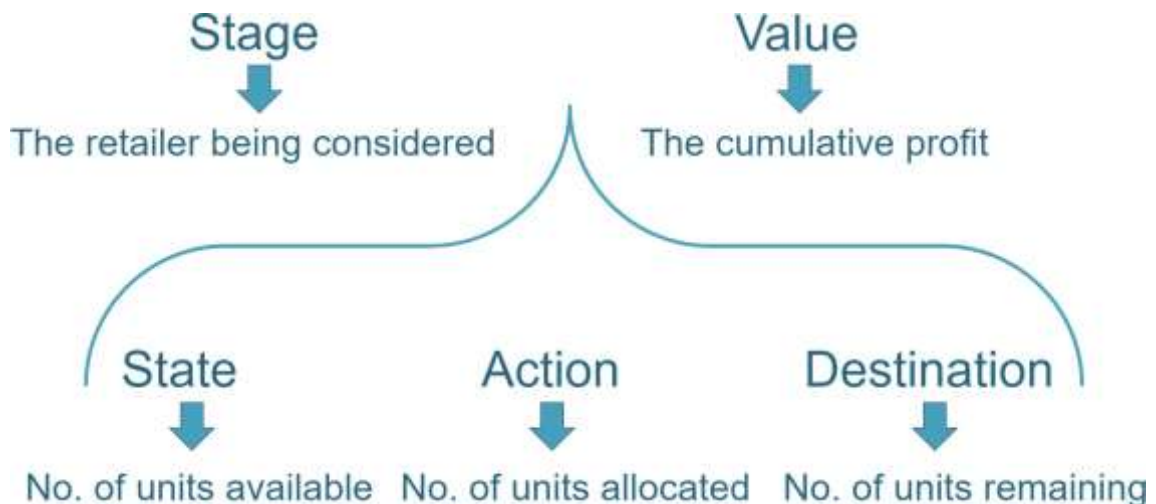 Stage
Value
The retailer being considered
The cumulative profit
State
Action
Destination
No. of units available
No. of units allocated
No. of units remaining